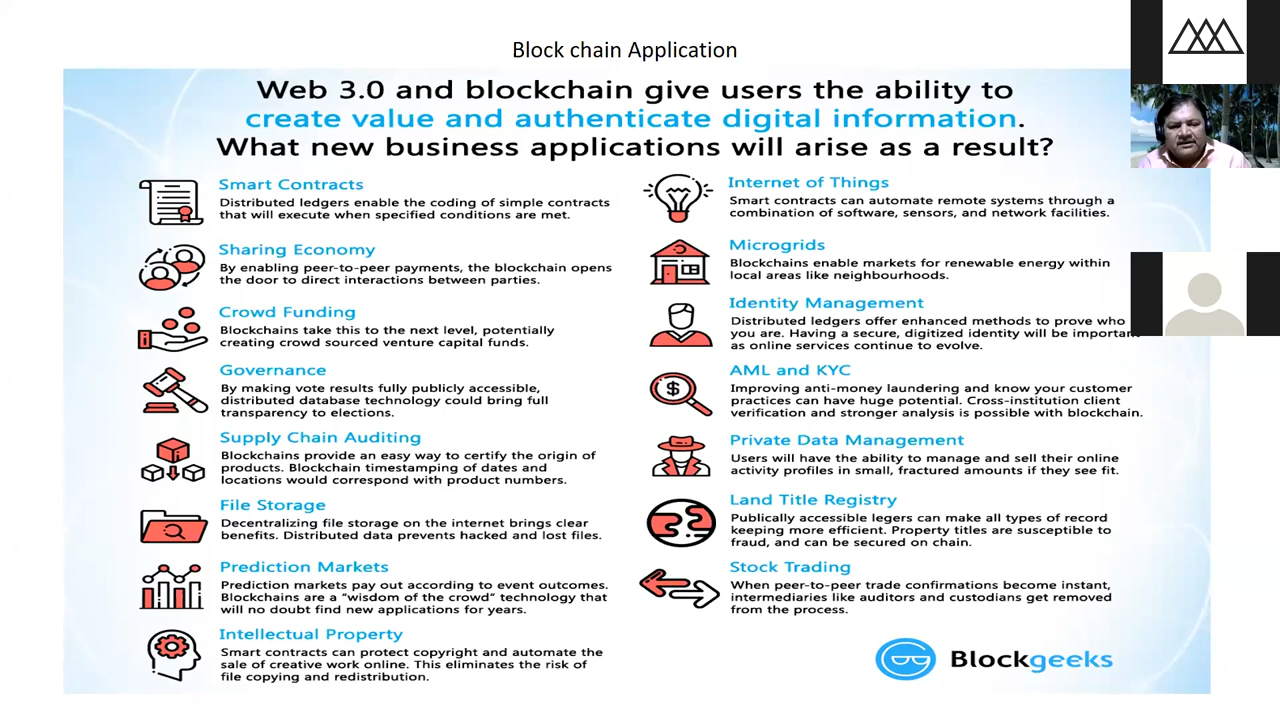 Block chain Application
Web 3.0 and blockchain give users the ability to
create value and authenticate digital information.
What new business applications will arise as a result?
Smart Contracts
Distributed ledgers enable the coding of simple contracts
that will execute when specified conditions are met.
Sharing Economy
By enabling peer-to-peer payments, the blockchain opens
the door to direct interactions between parties.
Crowd Funding
Blockchains take this to the next level, potentially
creating crowd sourced venture capital funds.
Governance
By making vote results fully publicly accessible,
distributed database technology could bring full
transparency to elections.
Supply Chain Auditing
Blockchains provide an easy way to certify the origin of
products. Blockchain timestamping of dates and
locations would correspond with product numbers.
File Storage
Decentralizing file storage on the internet brings clear
benefits. Distributed data prevents hacked and lost files.
Prediction Markets
Prediction markets pay out according to event outcomes.
Blockchains are a "wisdom of the crowd" technology that
will no doubt find new applications for years.
Intellectual Property
Smart contracts can protect copyright and automate the
sale of creative work online. This eliminates the risk of
file copying and redistribution.
Internet of Things
Smart contracts can automate remote systems through a
combination of software, sensors, and network facilities.
Microgrids
Blockchains enable markets for renewable energy within
local areas like neighbourhoods.
Identity Management
Distributed ledgers offer enhanced methods to prove who
you are. Having a secure, digitized identity will be important
as online services continue to evolve.
AML and KYC
Improving anti-money laundering and know your customer
practices can have huge potential. Cross-institution client
verification and stronger analysis is possible with blockchain.
Private Data Management
Users will have the ability to manage and sell their online
activity profiles in small, fractured amounts if they see fit.
Land Title Registry
Publically accessible legers can make all types of record
keeping more efficient. Property titles are susceptible to
fraud, and can be secured on chain.
Stock Trading
When peer-to-peer trade confirmations become instant,
intermediaries like auditors and custodians get removed
from the process.
Blockgeeks